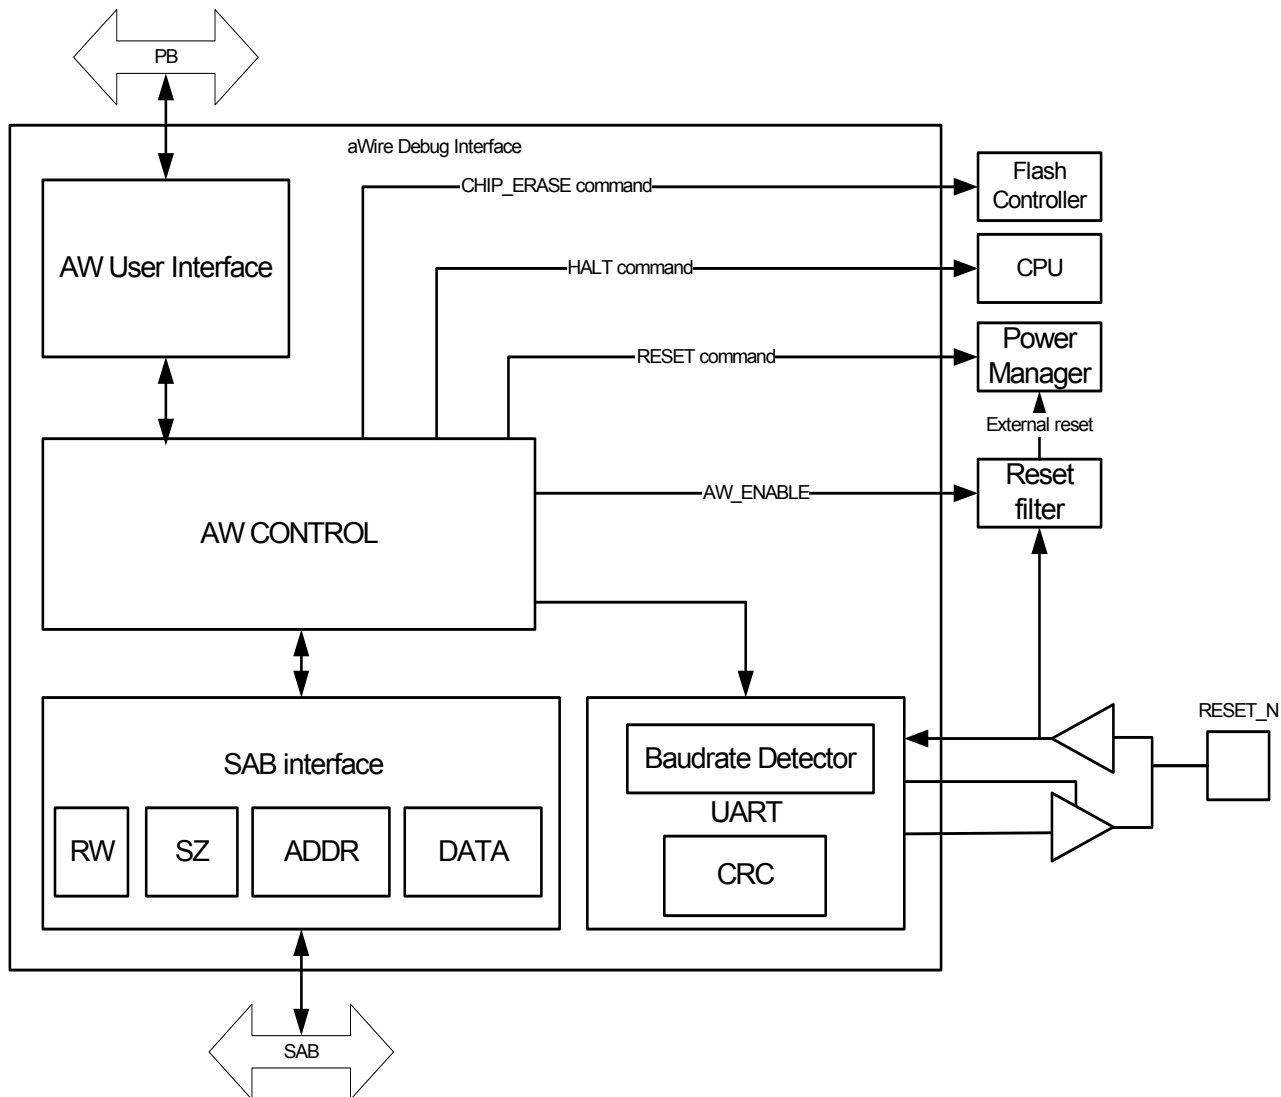 PB
aWire Debug Interface
Flash
Controller
CHIP_ERASE command
AW User Interface
HALT command
CPU
RESET command
Power
Manager
External reset
Reset
filter
AW_ENABLE
AW CONTROL
RESET_N
SAB interface
Baudrate Detector
UART
RW
SZ
ADDR
DATA
CRC
SAB